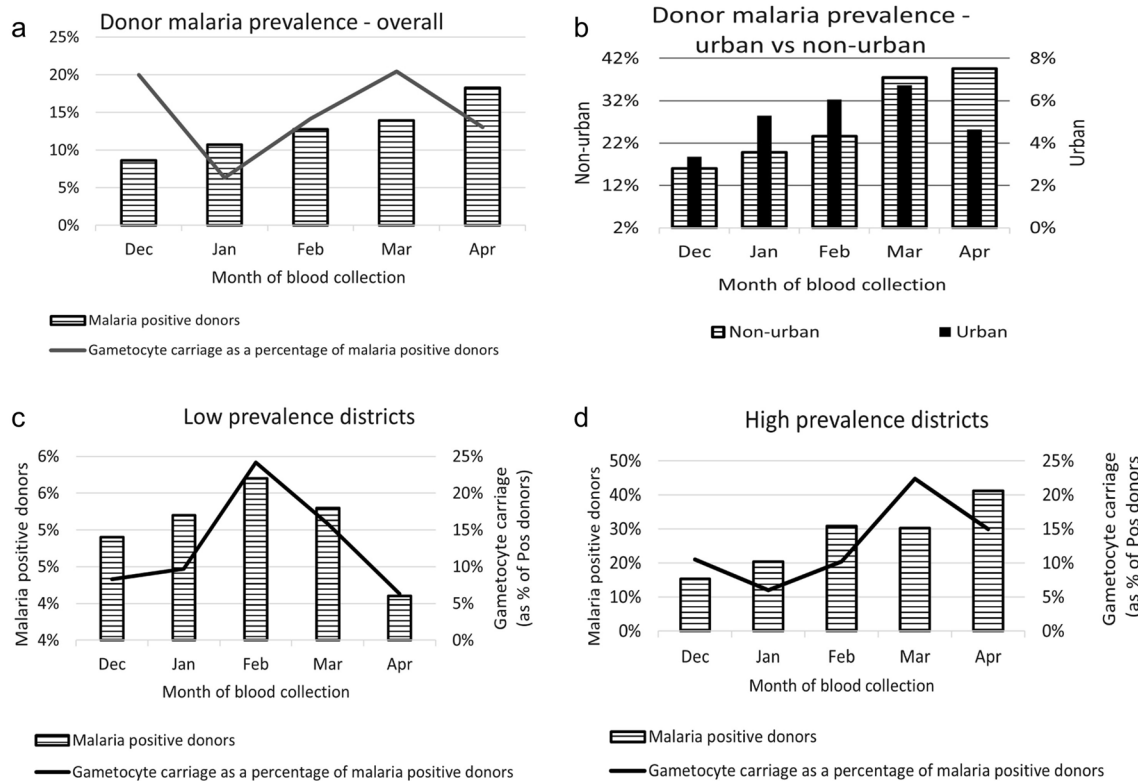 a
Donor malaria prevalence - overall
25%
20%
15%
10%
5%
0%
Dec Jan Feb Mar Apr
Month of blood collection
Malaria positive donors
Gametocyte carriage as a percentage of malaria positive donors
b
Donor malaria prevalence -
urban vs non-urban
Non-urban
42%
32%
22%
12%
2%
8%
6%
4%
2%
0%
Urban
Dec Jan Feb Mar Apr
Month of blood collection
Non-urban Urban
c
Low prevalence districts
Malaria positive donors
6%
6%
5%
5%
4%
4%
25%
20%
15%
10%
5%
0%
Gametocyte carriage
(as % of Pos donors)
Dec Jan Feb Mar Apr
Month of blood collection
Malaria positive donors
Gametocyte carriage as a percentage of malaria positive donors
d
High prevalence districts
Malaria positive donors
50%
40%
30%
20%
10%
0%
25%
20%
15%
10%
5%
0%
Gametocyte carriage
(as % of Pos donors)
Dec Jan Feb Mar Apr
Month of blood collection
Malaria positive donors
Gametocyte carriage as a percentage of malaria positive donors